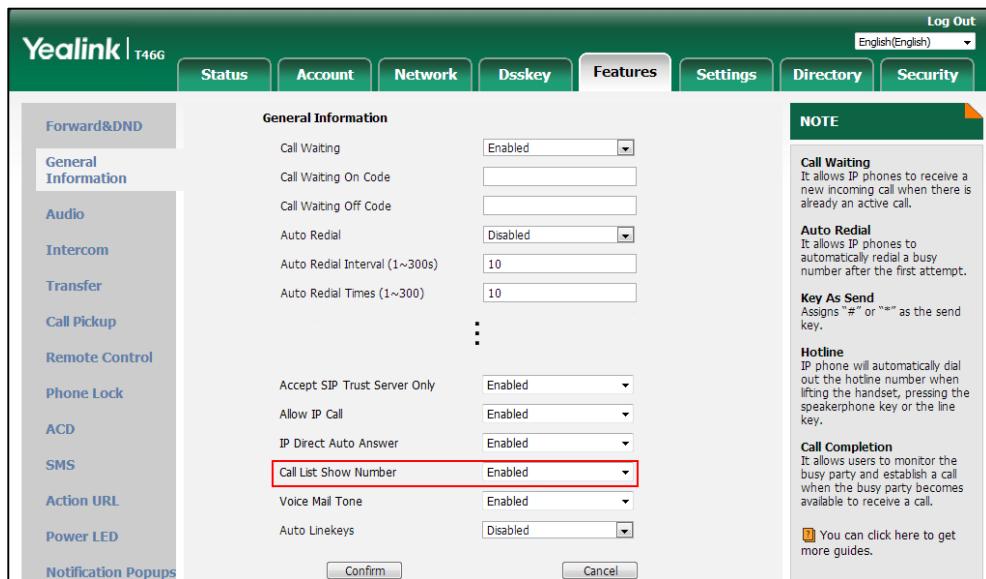 Log Out
Yealink T46G
English(English)
Status Account Network Dsskey Features Settings Directory Security
Forward&DND
General
Information
Audio
Intercom
Transfer
Call Pickup
Remote Control
Phone Lock
ACD
SMS
Action URL
Power LED
Notification Popups
General Information
Call Waiting Enabled
Call Waiting On Code
Call Waiting Off Code
Auto Redial Disabled
Auto Redial Interval (1~300s) 10
Auto Redial Times (1~300) 10
Accept SIP Trust Server Only Enabled
Allow IP Call Enabled
IP Direct Auto Answer Enabled
Call List Show Number Enabled
Voice Mail Tone Enabled
Auto Linekeys Disabled
Confirm Cancel
NOTE
Call Waiting
It allows IP phones to receive a
new incoming call when there is
already an active call.
Auto Redial
It allows IP phones to
automatically redial a busy
number after the first attempt.
Key As Send
Assigns "#" or "*" as the send
key.
Hotline
IP phone will automatically dial
out the hotline number when
lifting the handset, pressing the
speakerphone key or the line
key.
Call Completion
It allows users to monitor the
busy party and establish a call
when the busy party becomes
available to receive a call.
You can click here to get
more guides.